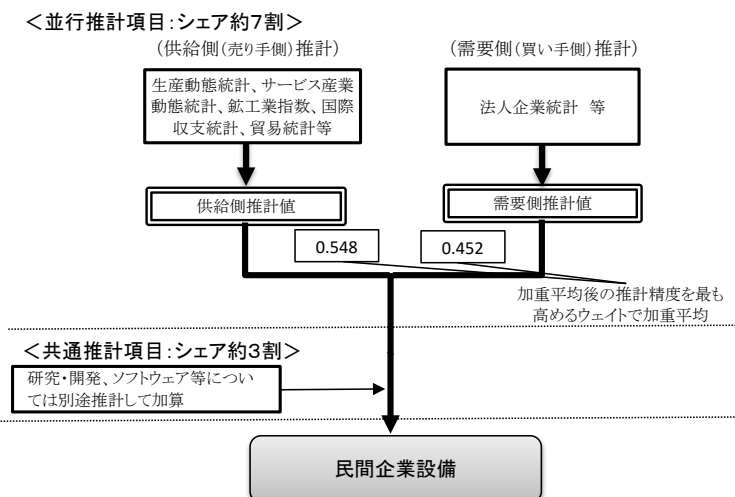 ＜並行推計項目：シェア約７割＞
（供給側（売り手側）推計）
（需要側（買い手側）推計）
生産動態統計、サービス産業
動態統計、鉱工業指数、国際
収支統計、貿易統計等
法人企業統計　等
供給側推計値
需要側推計値
0.548
0.452
加重平均後の推計精度を最も
高めるウェイトで加重平均
＜共通推計項目：シェア約３割＞
研究・開発、ソフトウェア等につい
ては別途推計して加算
民間企業設備